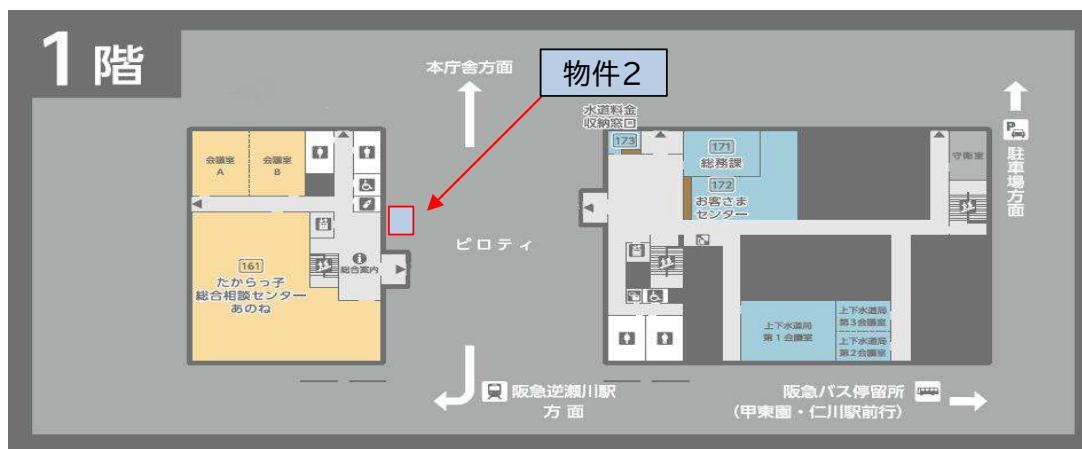 1階
本庁舎方面
物件2
水道料金
収納窓口
173
171
総務課
172
お客さま
センター
守衛室
P
駐車場方面
会議室
A
会議室
B
161
たからっ子
総合相談センター
あのね
総合案内
ピロティ
上下水道局
第1会議室
上下水道局
第3会議室
上下水道局
第2会議室
阪急逆瀬川駅
方面
阪急バス停留所
(甲東園・仁川駅前行)